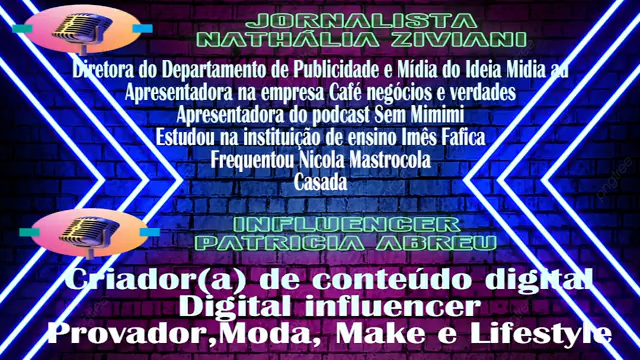 JORNALISTA
NATHÁLIA ZIVIANI
Diretora do Departamento de Publicidade e Mídia do Ideia Midia ad
Apresentadora na empresa Café negócios e verdades
Apresentadora do podcast Sem Mimimi
Estudou na instituição de ensino Imês Fafica
Frequentou Nicola Mastrocola
Casada
INFLUENCER
PATRICIA ABREU
Criador(a) de conteúdo digital
Digital influencer
Provador,Moda, Make e Lifestyle